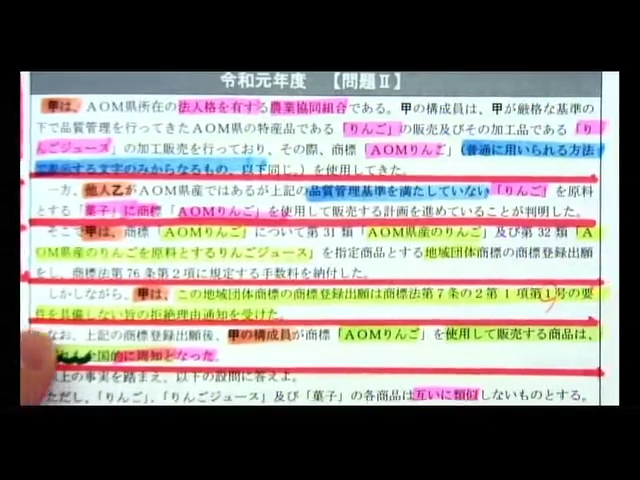 令和元年度 【問題Ⅱ】
甲は、AOM県所在の法人格を有する農業協同組合である。甲の構成員は、甲が厳格な基準の
下で品質管理を行ってきたAOM県の特産品である「りんご」の販売及びその加工品である「り
んごジュース」の加工販売を行っており、その際、商標「AOMりんご」（普通に用いられる方法
で表示する文字のみからなるもの。以下同じ。）を使用してきた。
一方、他人乙がAOM県産ではあるが上記の品質管理基準を満たしていない「りんご」を原料
とする「菓子」に商標「AOMりんご」を使用して販売する計画を進めていることが判明した。
そこで甲は、商標「AOMりんご」について第31類「AOM県産のりんご」及び第32類「A
OM県産のりんごを原料とするりんごジュース」を指定商品とする地域団体商標の商標登録出願
をし、商標法第76条第2項に規定する手数料を納付した。
しかしながら、甲は、この地域団体商標の商標登録出願は商標法第7条の2第1項第1号の要
件を具備しない旨の拒絶理由通知を受けた。
なお、上記の商標登録出願後、甲の構成員が商標「AOMりんご」を使用して販売する商品は、
全国的に周知となった。
上の事実を踏まえ、以下の設問に答えよ。
ただし、「りんご」、「りんごジュース」及び「菓子」の各商品は互いに類似しないものとする。